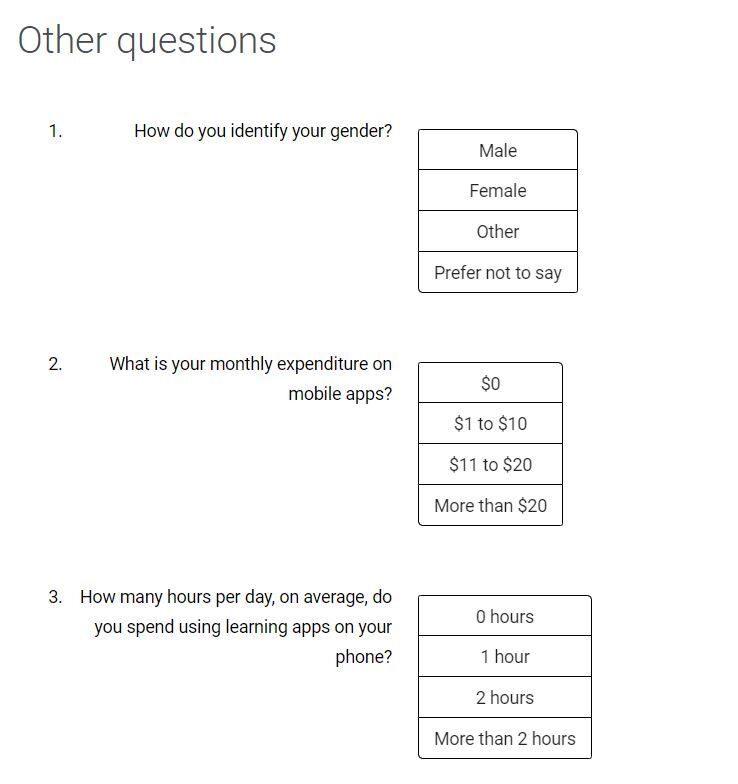 Other questions
1. How do you identify your gender?
Male
Female
Other
Prefer not to say
2. What is your monthly expenditure on
mobile apps?
$0
$1 to $10
$11 to $20
More than $20
3. How many hours per day, on average, do
you spend using learning apps on your
phone?
0 hours
1 hour
2 hours
More than 2 hours